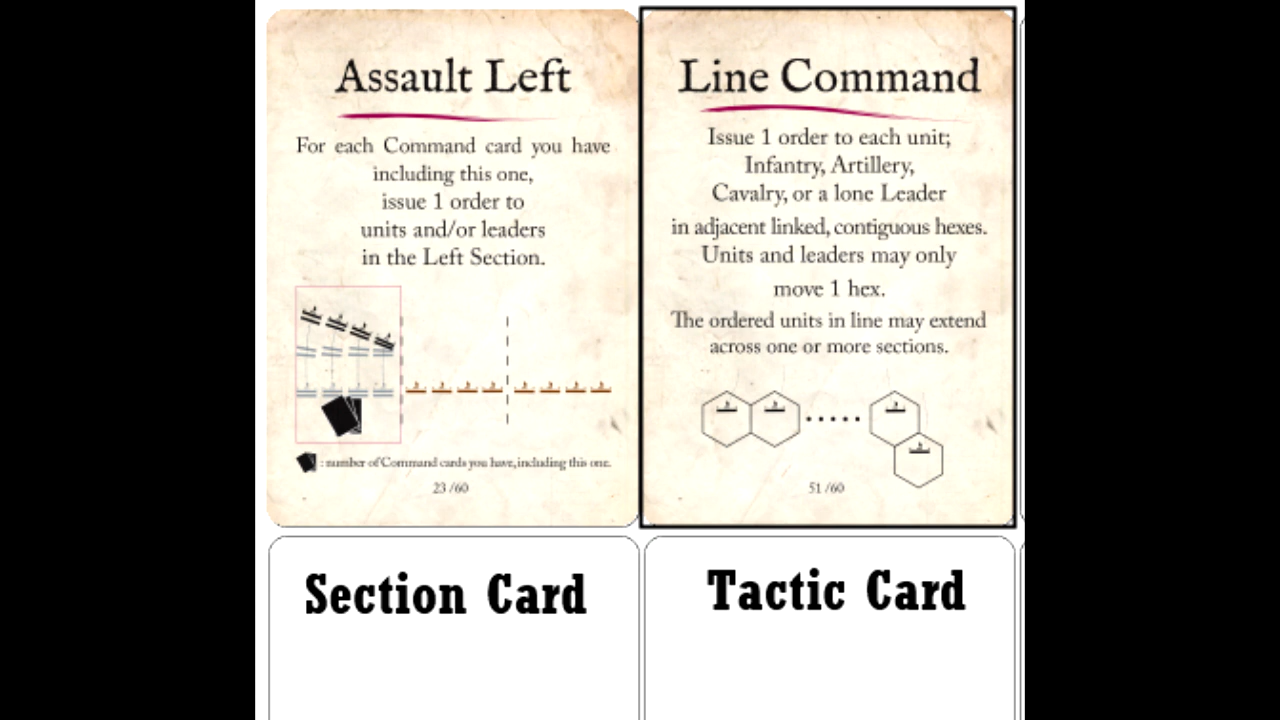 Assault Left
For each Command card you have
including this one,
issue 1 order to
units and/or leaders
in the Left Section.
: number of Command cards you have, including this one.
23 /60
Line Command
Issue 1 order to each unit;
Infantry, Artillery,
Cavalry, or a lone Leader
in adjacent linked, contiguous hexes.
Units and leaders may only
move 1 hex.
The ordered units in line may extend
across one or more sections.
51 /60
Section Card
Tactic Card